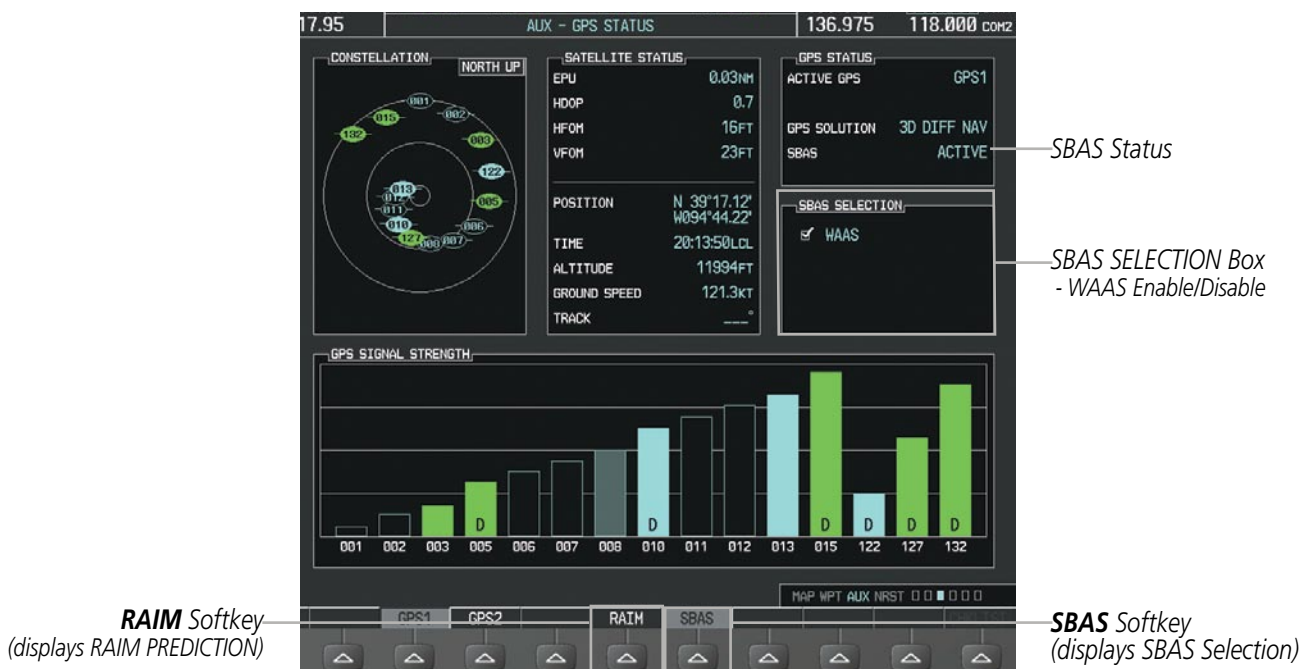 17.95 AUX - GPS STATUS 136.975 118.000 COM2
CONSTELLATION
NORTH UP
001
002
015
132
003
122
013
012
005
011
010
006
127
008
007
SATELLITE STATUS
EPU 0.03NM
HDOP 0.7
HFOM 16FT
VFOM 23FT
POSITION N 39°17.12'
W094°44.22'
TIME 20:13:50LCL
ALTITUDE 11994FT
GROUND SPEED 121.3KT
TRACK ___°
GPS STATUS
ACTIVE GPS GPS1
GPS SOLUTION 3D DIFF NAV
SBAS ACTIVE
SBAS Status
SBAS SELECTION
WAAS
SBAS SELECTION Box
- WAAS Enable/Disable
GPS SIGNAL STRENGTH
D D D D D D
001 002 003 005 006 007 008 010 011 012 013 015 122 127 132
MAP WPT AUX NRST
GPS1 GPS2 RAIM SBAS
RAIM Softkey
(displays RAIM PREDICTION)
SBAS Softkey
(displays SBAS Selection)